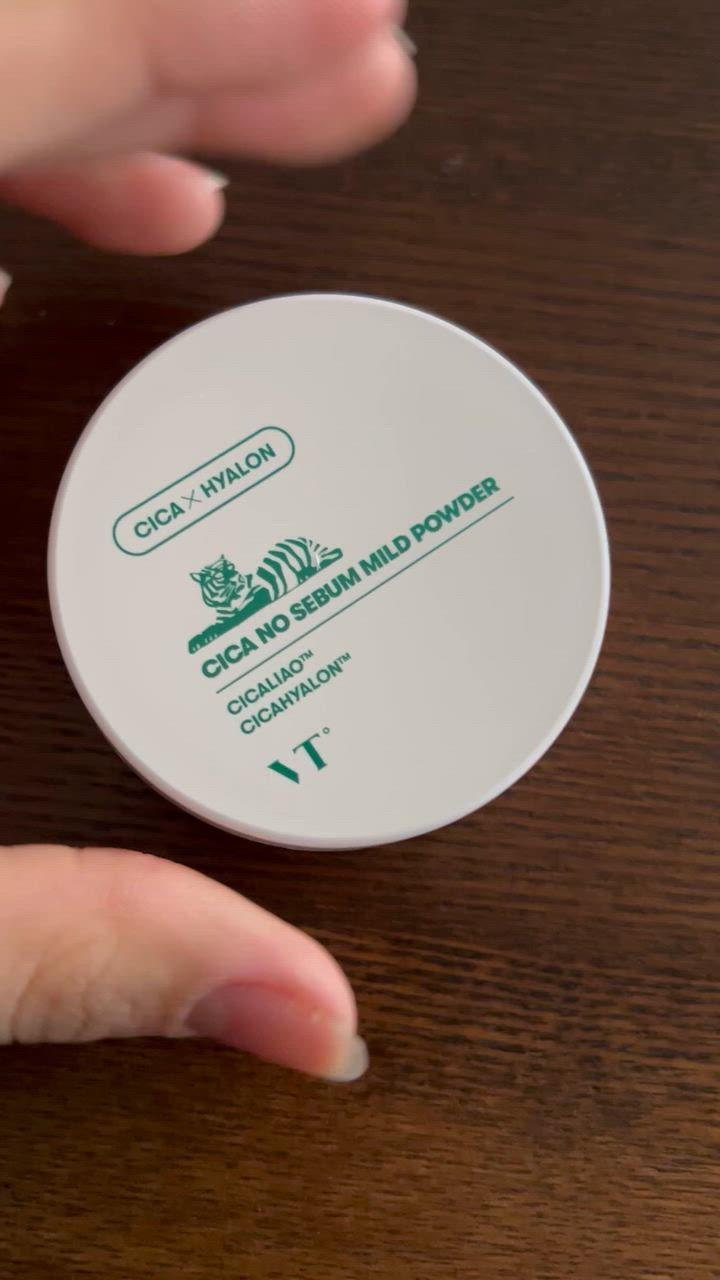 CICA X HYALON
CICA NO SEBUM MILD POWDER
CICALIAO™
CICAHYALON™
VT°